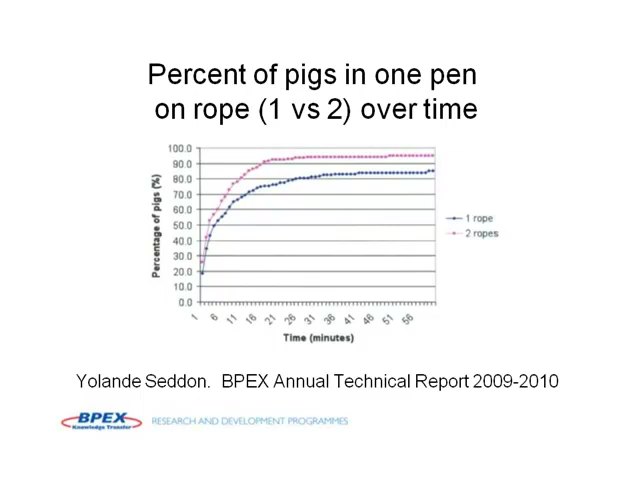 Percent of pigs in one pen
on rope (1 vs 2) over time
100.0
90.0
80.0
70.0
60.0
50.0
40.0
30.0
20.0
10.0
0.0
Percentage of pigs (%)
1 rope
2 ropes
1 6 11 16 21 26 31 36 41 46 51 56
Time (minutes)
Yolande Seddon. BPEX Annual Technical Report 2009-2010
BPEX
Knowledge Transfer
RESEARCH AND DEVELOPMENT PROGRAMMES